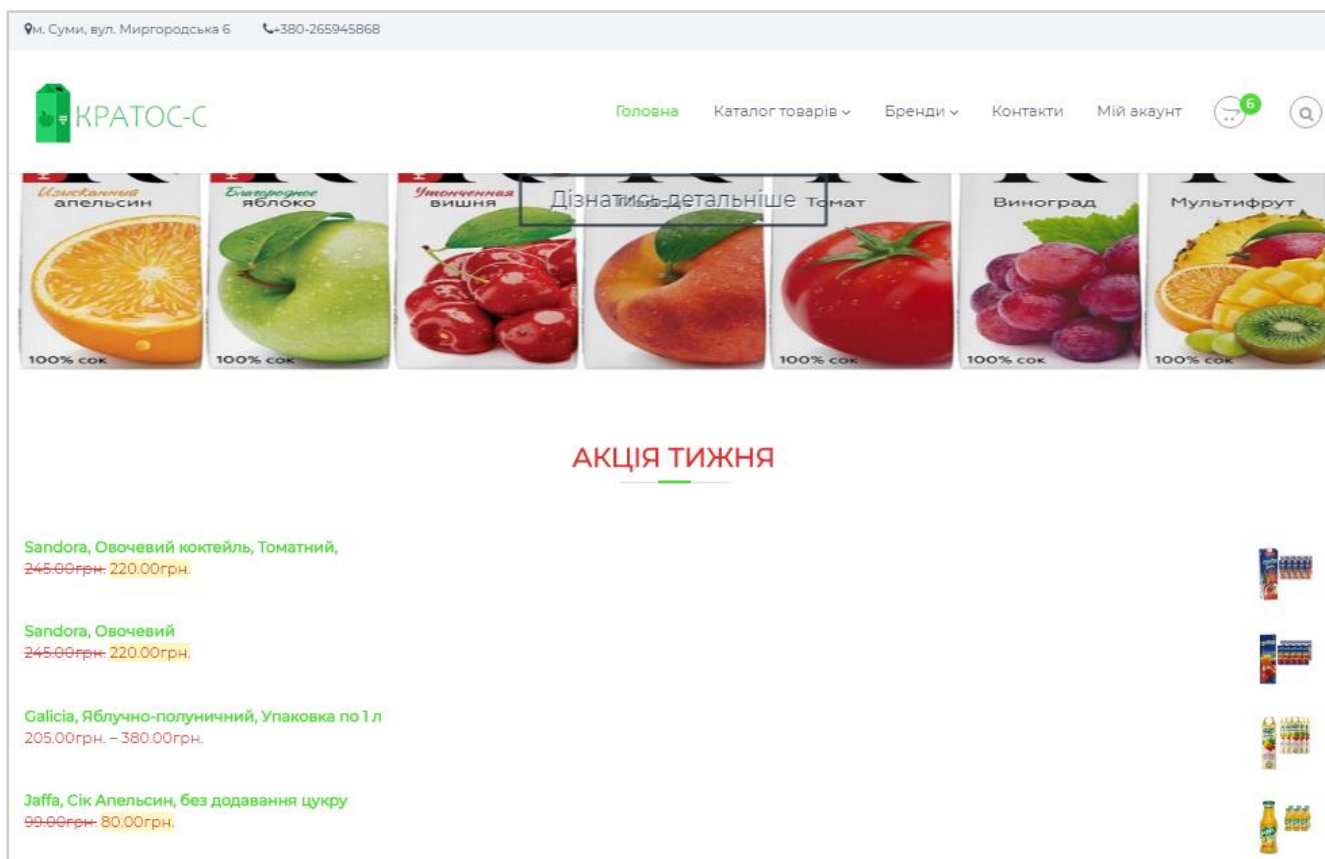 м. Суми, вул. Миргородська 6 +380-265945868
КРАТОС-С
Головна Каталог товарів Бренди Контакти Мій акаунт 6
Изысканный Благородное Утонченная
апельсин яблоко вишня Дізнатись детальніше Томат Виноград Мультифрут
100% сок 100% сок 100% сок 100% сок 100% сок
АКЦІЯ ТИЖНЯ
Sandora, Овочевий коктейль, Томатний,
245.00грн. 220.00грн.
Sandora, Овочевий
245.00грн. 220.00грн.
Galicia, Яблучно-полуничний, Упаковка по 1 л
205.00грн. – 380.00грн.
Jaffa, Сік Апельсин, без додавання цукру
99.00грн. 80.00грн.